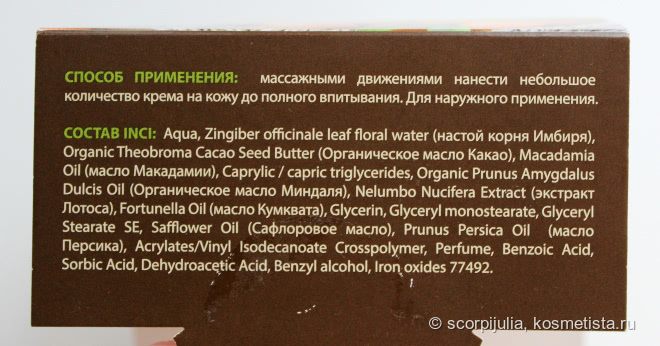 СПОСОБ ПРИМЕНЕНИЯ: массажными движениями нанести небольшое
количество крема на кожу до полного впитывания. Для наружного применения.
СОСТАВ INCI: Aqua, Zingiber officinale leaf floral water (настой корня Имбиря),
Organic Theobroma Cacao Seed Butter (Органическое масло Какао), Macadamia
Oil (масло Макадамии), Caprylic / capric triglycerides, Organic Prunus Amygdalus
Dulcis Oil (Органическое масло Миндаля), Nelumbo Nucifera Extract (экстракт
Лотоса), Fortunella Oil (масло Кумквата), Glycerin, Glyceryl monostearate, Glyceryl
Stearate SE, Safflower Oil (Сафлоровое масло), Prunus Persica Oil (масло
Персика), Acrylates/Vinyl Isodecanoate Crosspolymer, Perfume, Benzoic Acid,
Sorbic Acid, Dehydroacetic Acid, Benzyl alcohol, Iron oxides 77492.
© scorpijulia, kosmetista.ru